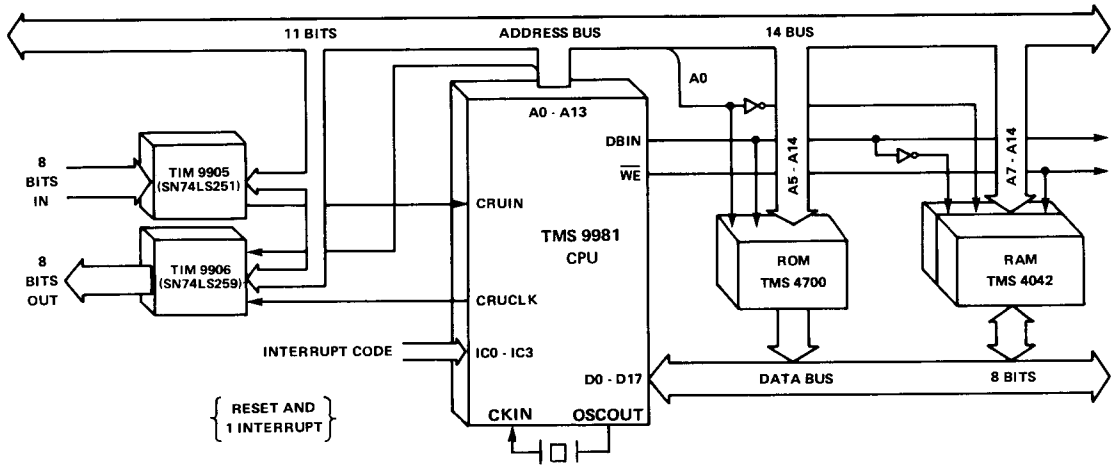 11 BITS
ADDRESS BUS
14 BUS
A0
A0 - A13
DBIN
WE
A5 - A14
A7 - A14
8
BITS
IN
TIM 9905
(SN74LS251)
CRUIN
TMS 9981
CPU
ROM
TMS 4700
RAM
TMS 4042
8
BITS
OUT
TIM 9906
(SN74LS259)
CRUCLK
INTERRUPT CODE
IC0 - IC3
D0 - D17
DATA BUS
8 BITS
RESET AND
1 INTERRUPT
CKIN
OSCOUT